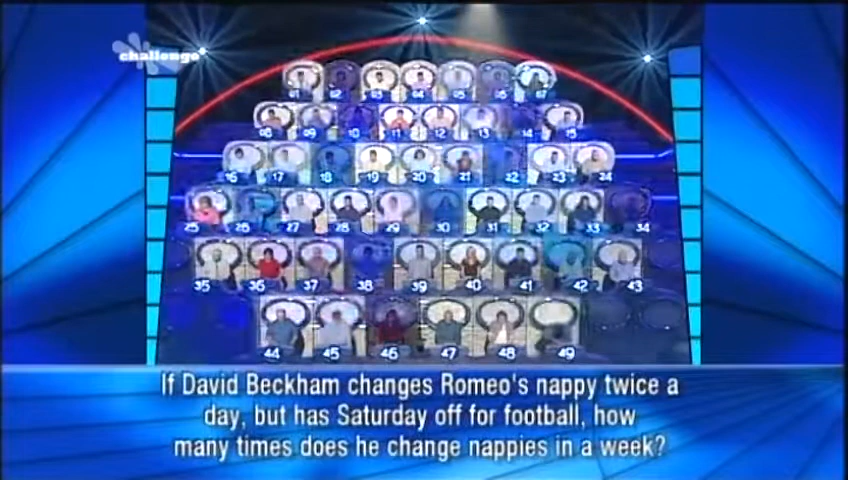 challenge
01 02 03 04 05 06 07
08 09 10 11 12 13 14 15
16 17 18 19 20 21 22 23 24
25 26 27 28 29 30 31 32 33 34
35 36 37 38 39 40 41 42 43
44 45 46 47 48 49
If David Beckham changes Romeo's nappy twice a
day, but has Saturday off for football, how
many times does he change nappies in a week?